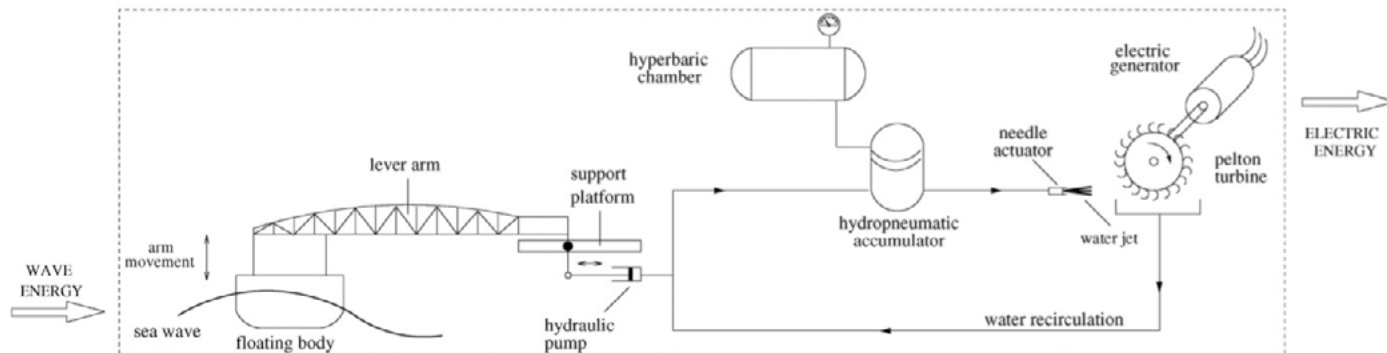 WAVE
ENERGY
sea wave
floating body
arm
movement
lever arm
support
platform
hydraulic
pump
hyperbaric
chamber
hydropneumatic
accumulator
needle
actuator
water jet
electric
generator
pelton
turbine
water recirculation
ELECTRIC
ENERGY